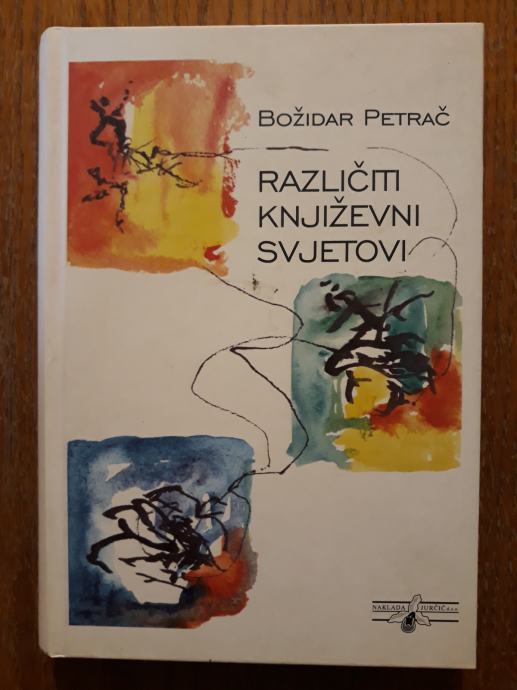 BOŽIDAR PETRAČ
RAZLIČITI
KNJIŽEVNI
SVJETOVI
NAKLADA JURČIĆ d.o.o.